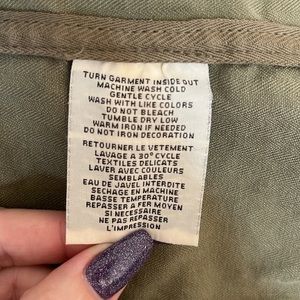 TURN GARMENT INSIDE OUT
MACHINE WASH COLD
GENTLE CYCLE
WASH WITH LIKE COLORS
DO NOT BLEACH
TUMBLE DRY LOW
WARM IRON IF NEEDED
DO NOT IRON DECORATION
RETOURNER LE VETEMENT
LAVAGE A 30° CYCLE
TEXTILES DELICATS
LAVER AVEC COULEURS
SEMBLABLES
EAU DE JAVEL INTERDITE
SECHAGE EN MACHINE
BASSE TEMPERATURE
REPASSER A FER MOYEN
SI NECESSAIRE
NE PAS REPASSER
L'IMPRESSION